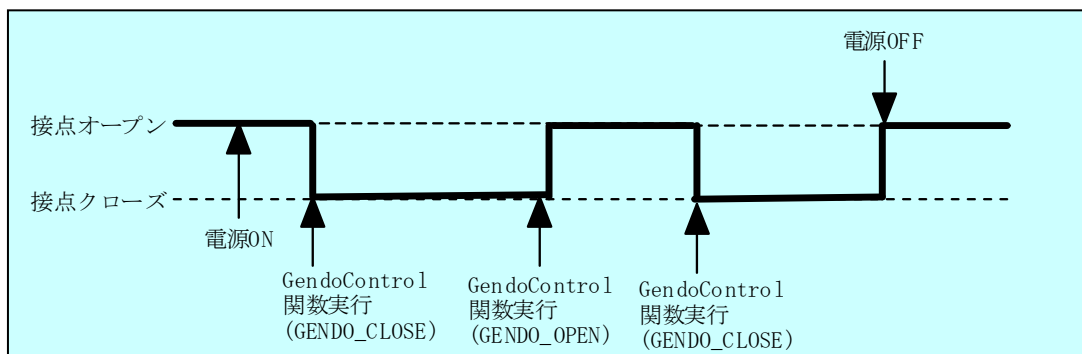 電源OFF
接点オープン
接点クローズ
電源ON
GendoControl
関数実行
(GENDO_CLOSE)
GendoControl
関数実行
(GENDO_OPEN)
GendoControl
関数実行
(GENDO_CLOSE)